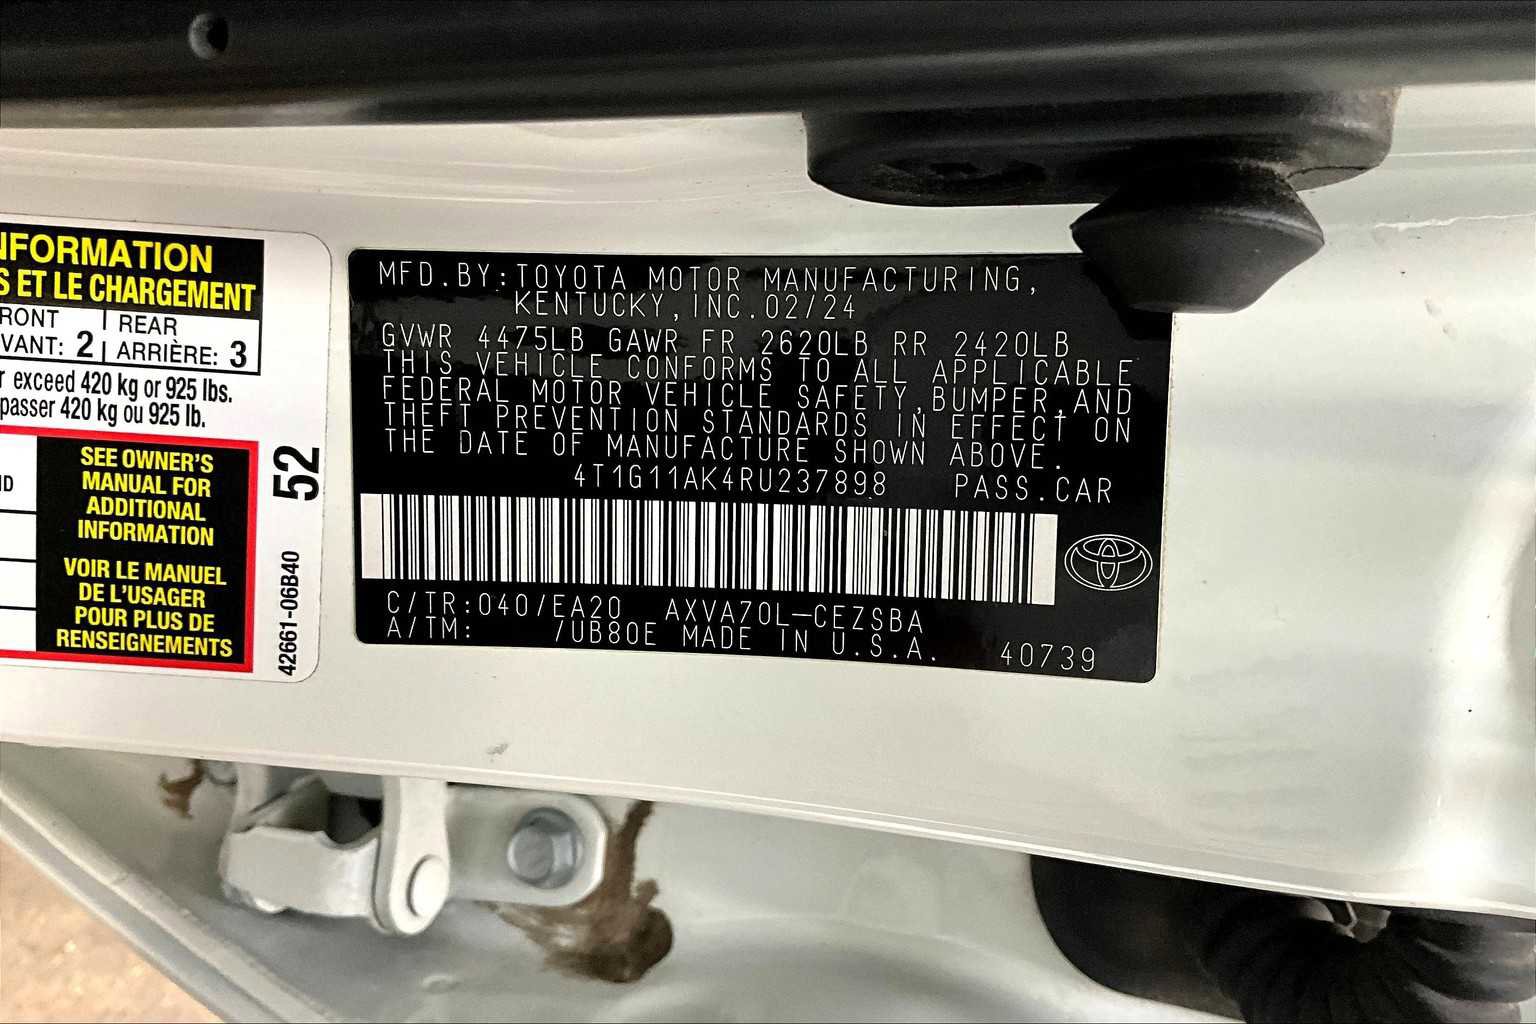 NFORMATION
S ET LE CHARGEMENT
RONT REAR
VANT: 2 ARRIÈRE: 3
r exceed 420 kg or 925 lbs.
passer 420 kg ou 925 lb.
SEE OWNER'S
MANUAL FOR
ADDITIONAL
INFORMATION
VOIR LE MANUEL
DE L'USAGER
POUR PLUS DE
RENSEIGNEMENTS
ND
52
42661-06B40
MFD.BY:TOYOTA MOTOR MANUFACTURING,
KENTUCKY,INC.02/24
GVWR 4475LB GAWR FR 2620LB RR 2420LB
THIS VEHICLE CONFORMS TO ALL APPLICABLE
FEDERAL MOTOR VEHICLE SAFETY,BUMPER,AND
THEFT PREVENTION STANDARDS IN EFFECT ON
THE DATE OF MANUFACTURE SHOWN ABOVE.
4T1G11AK4RU237898 PASS.CAR
C/TR:040/EA20 AXVA70L-CEZSBA
A/TM: /UB80E MADE IN U.S.A. 40739